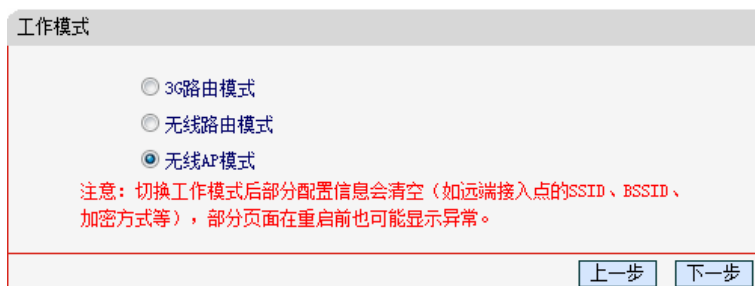 工作模式
3G路由模式
无线路由模式
无线AP模式
注意：切换工作模式后部分配置信息会清空（如远端接入点的SSID、BSSID、
加密方式等），部分页面在重启前也可能显示异常。
上一步 下一步